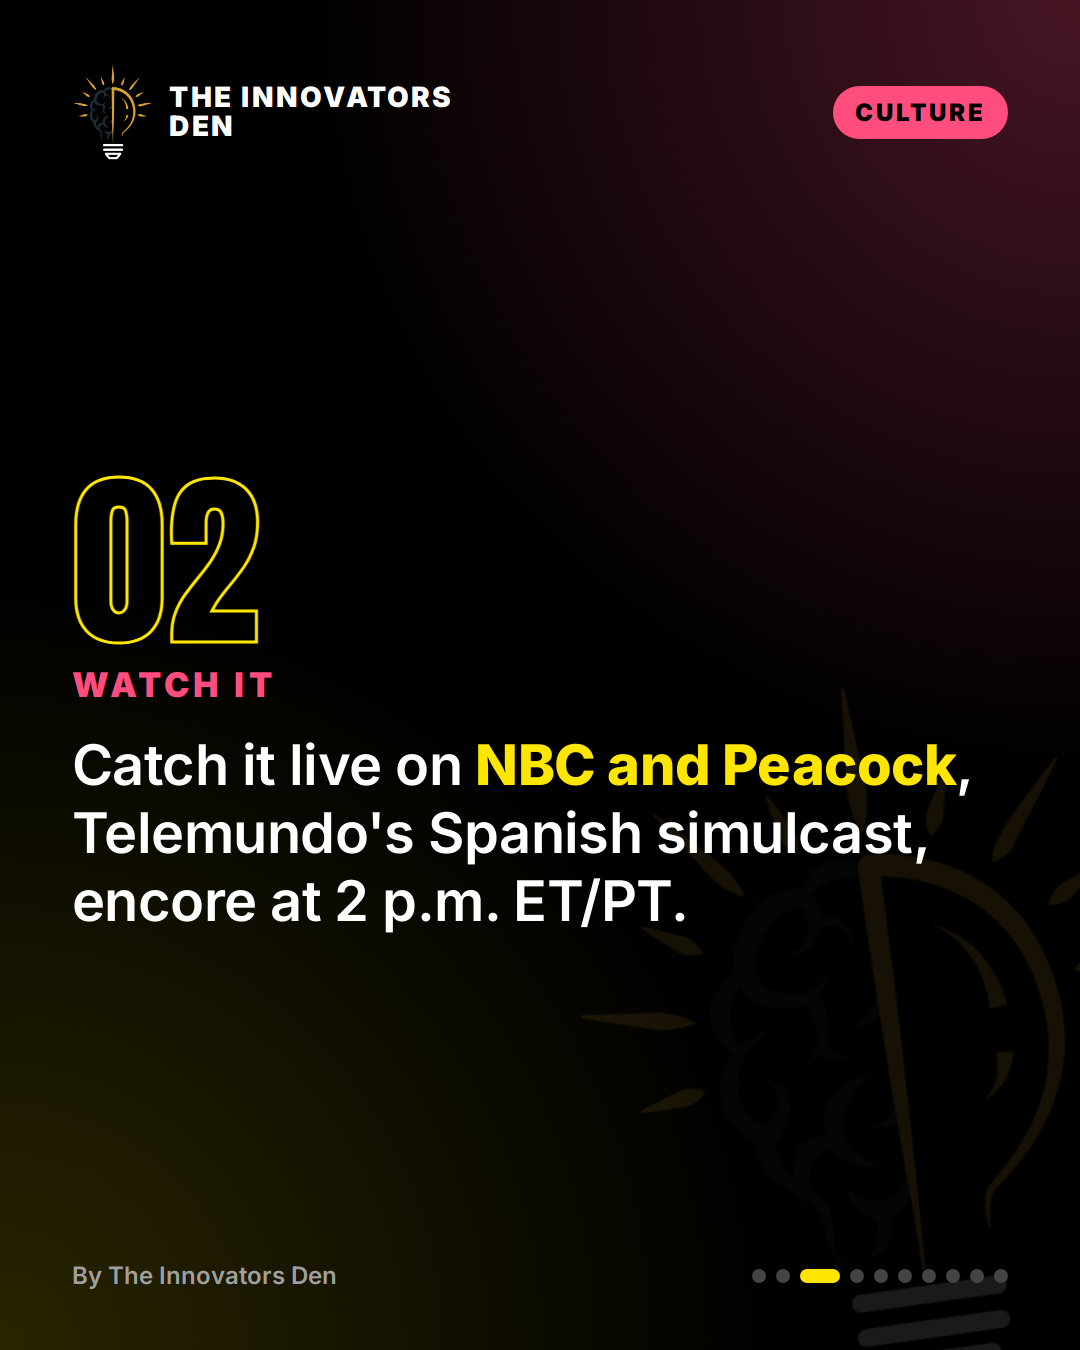 THE INNOVATORS
DEN
CULTURE
02
WATCH IT
Catch it live on NBC and Peacock,
Telemundo's Spanish simulcast,
encore at 2 p.m. ET/PT.
By The Innovators Den